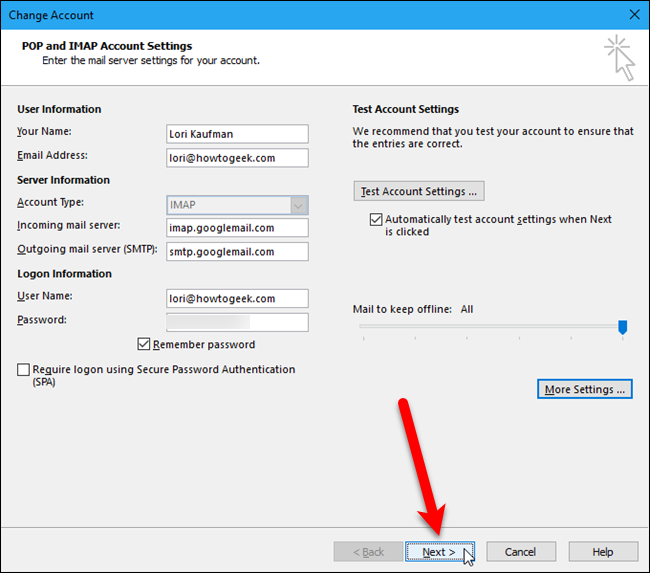 Change Account
POP and IMAP Account Settings
Enter the mail server settings for your account.
User Information
Your Name: Lori Kaufman
Email Address: lori@howtogeek.com
Server Information
Account Type: IMAP
Incoming mail server: imap.googlemail.com
Outgoing mail server (SMTP): smtp.googlemail.com
Logon Information
User Name: lori@howtogeek.com
Password:
Remember password
Require logon using Secure Password Authentication
(SPA)
Test Account Settings
We recommend that you test your account to ensure that
the entries are correct.
Test Account Settings ...
Automatically test account settings when Next
is clicked
Mail to keep offline: All
More Settings ...
< Back Next > Cancel Help